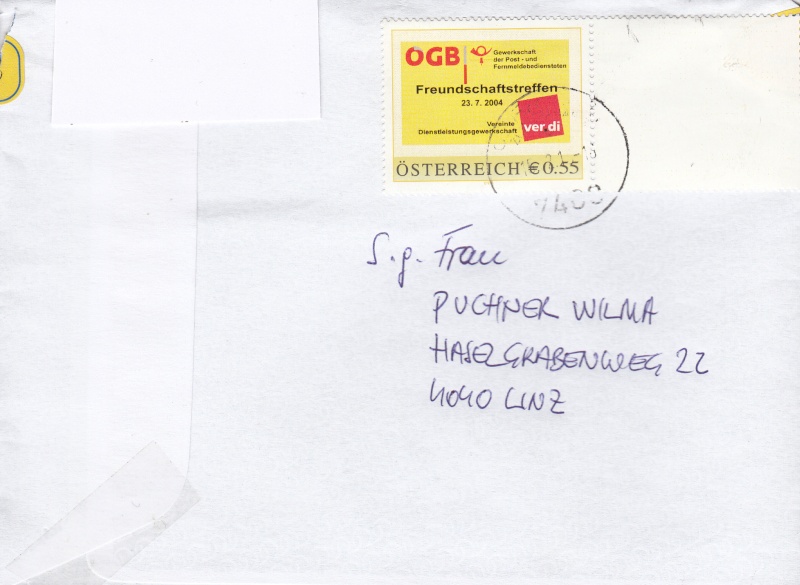 ÖGB
Gewerkschaft
der Post - und
Fernmeldebediensteten
Freundschaftstreffen
23. 7. 2004
Vereinte
Dienstleistungsgewerkschaft
ver di
ÖSTERREICH € 0.55
S.g. Frau
PUCHNER WILMA
HASELGRABENWEG 22
4040 LINZ